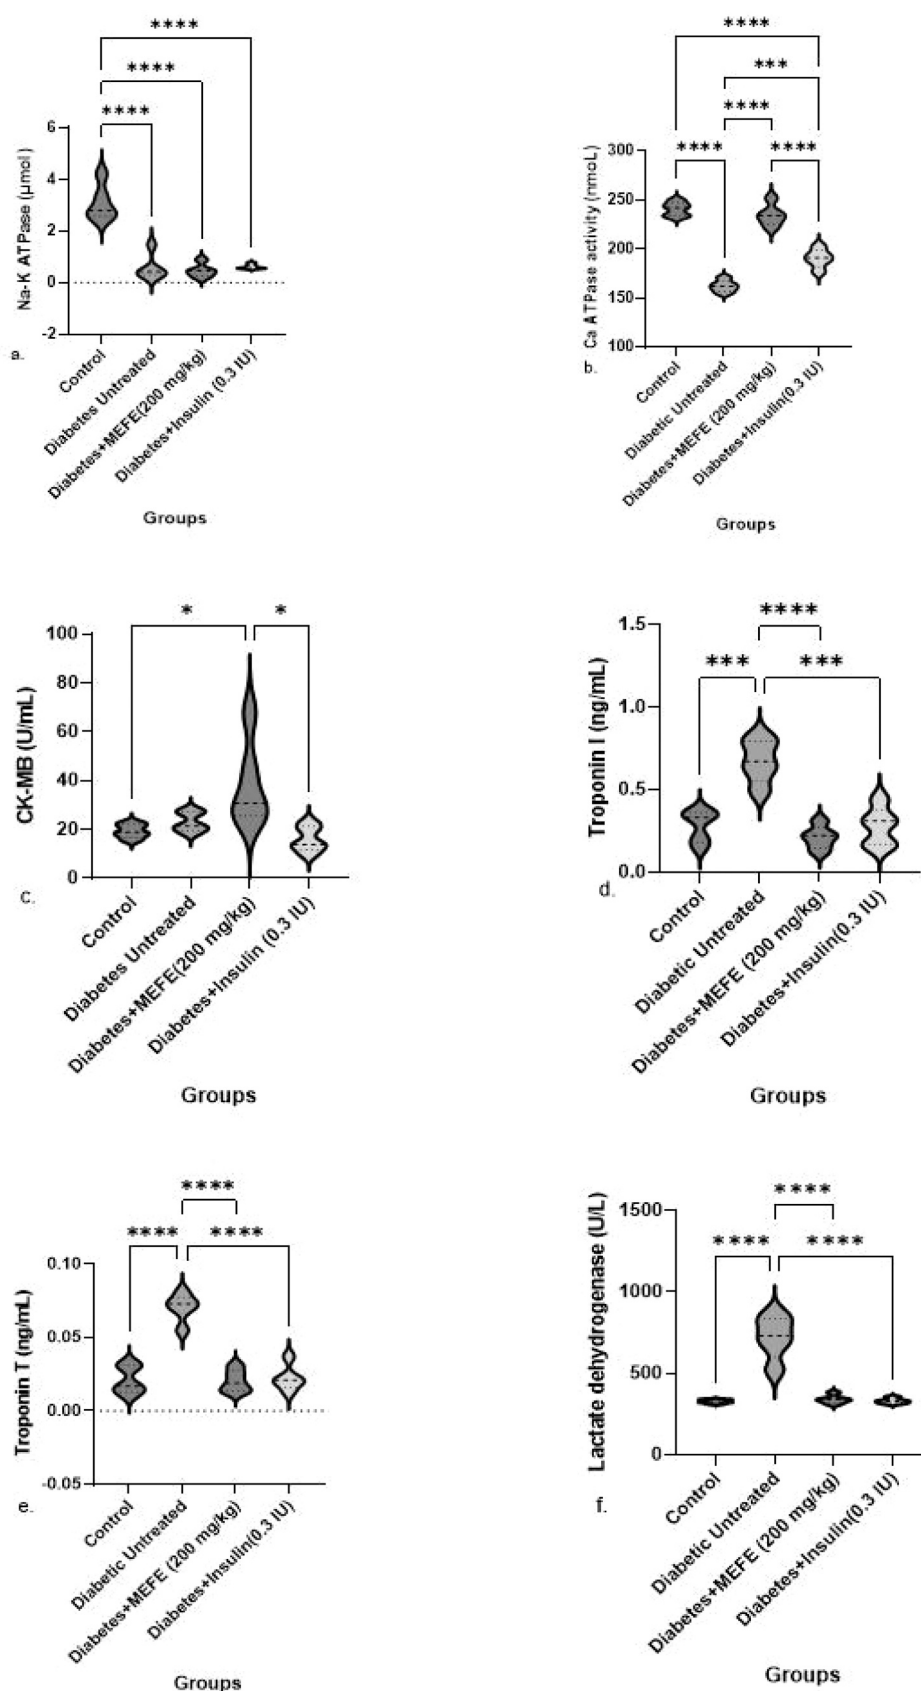 ****
****
****
6
4
2
0
-2
Na-K ATPase (µmol)
a.
Control
Diabetes Untreated
Diabetes+MEFE(200 mg/kg)
Diabetes+Insulin (0.3 IU)
Groups
****
***
****
**** ****
300
250
200
150
100
Ca ATPase activity (nmoL)
b.
Control
Diabetic Untreated
Diabetes+MEFE (200 mg/kg)
Diabetes+Insulin(0.3 IU)
Groups
* *
100
80
60
40
20
0
CK-MB (U/mL)
c.
Control
Diabetes Untreated
Diabetes+MEFE(200 mg/kg)
Diabetes+Insulin (0.3 IU)
Groups
****
*** ***
1.5
1.0
0.5
0.0
Troponin I (ng/mL)
d.
Control
Diabetic Untreated
Diabetes+MEFE (200 mg/kg)
Diabetes+Insulin(0.3 IU)
Groups
****
**** ****
0.10
0.05
0.00
-0.05
Troponin T (ng/mL)
e.
Control
Diabetic Untreated
Diabetes+MEFE (200 mg/kg)
Diabetes+Insulin(0.3 IU)
Groups
****
**** ****
1500
1000
500
0
Lactate dehydrogenase (U/L)
f.
Control
Diabetic Untreated
Diabetes+MEFE (200 mg/kg)
Diabetes+Insulin(0.3 IU)
Groups